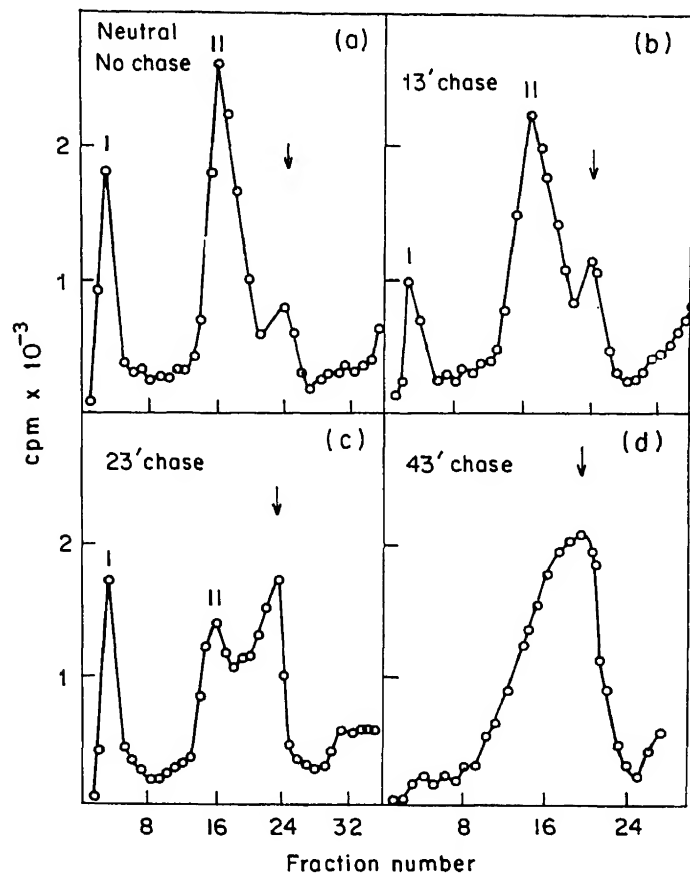 Neutral
No chase
(a)
I
II
2
1
(b)
13' chase
I
II
cpm x 10⁻³
(c)
23' chase
I
II
2
1
8
16
24
32
(d)
43' chase
8
16
24
Fraction number